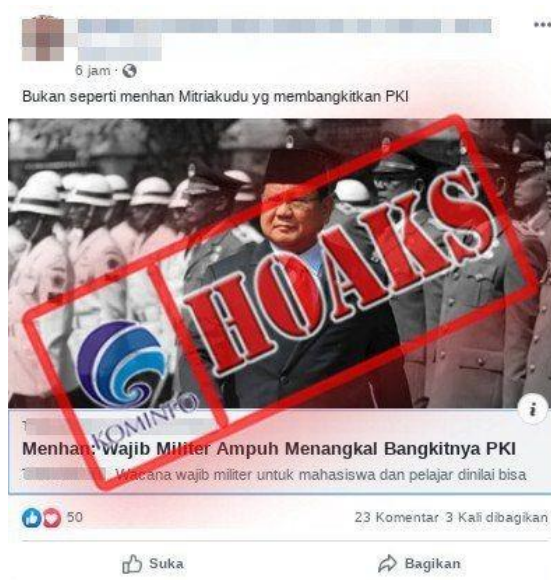 6 jam ·
Bukan seperti menhan Mitriakudu yg membangkitkan PKI
HOAKS
KOMINFO
i
Menhan: Wajib Militer Ampuh Menangkal Bangkitnya PKI
Wacana wajib militer untuk mahasiswa dan pelajar dinilai bisa
50
23 Komentar 3 Kali dibagikan
Suka
Bagikan